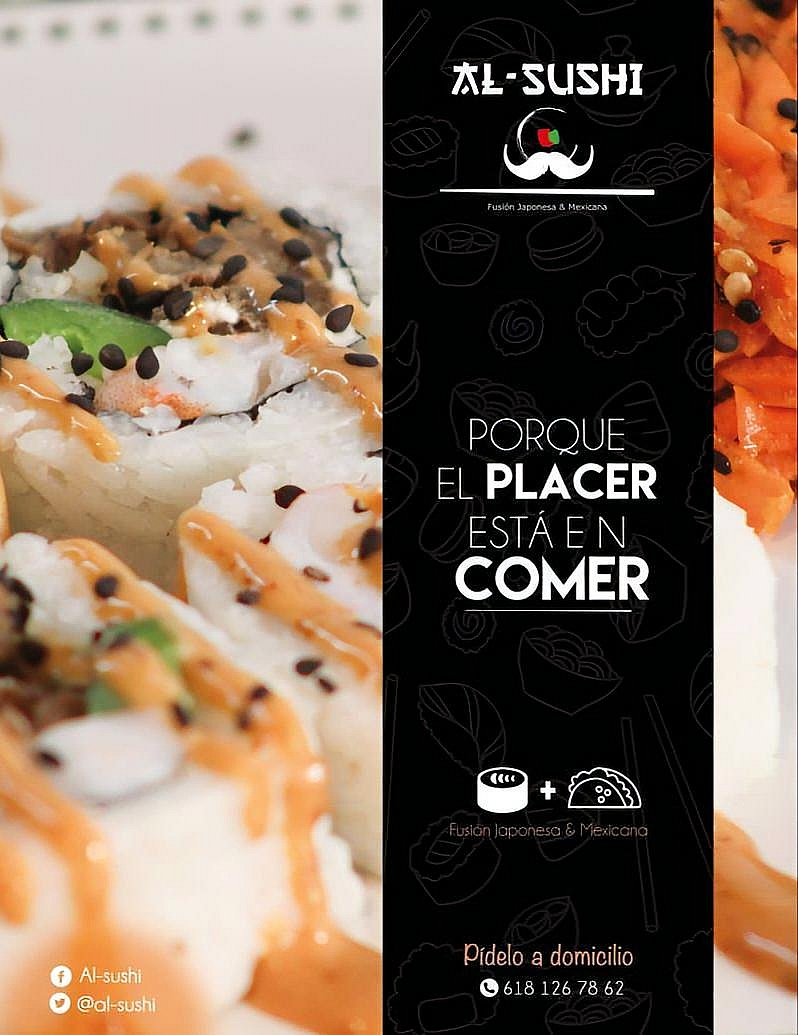 AL-SUSHI
Fusión Japonesa & Mexicana
PORQUE
EL PLACER
ESTÁ EN
COMER
+
Fusión Japonesa & Mexicana
Pídelo a domicilio
618 126 78 62
Al-sushi
@al-sushi